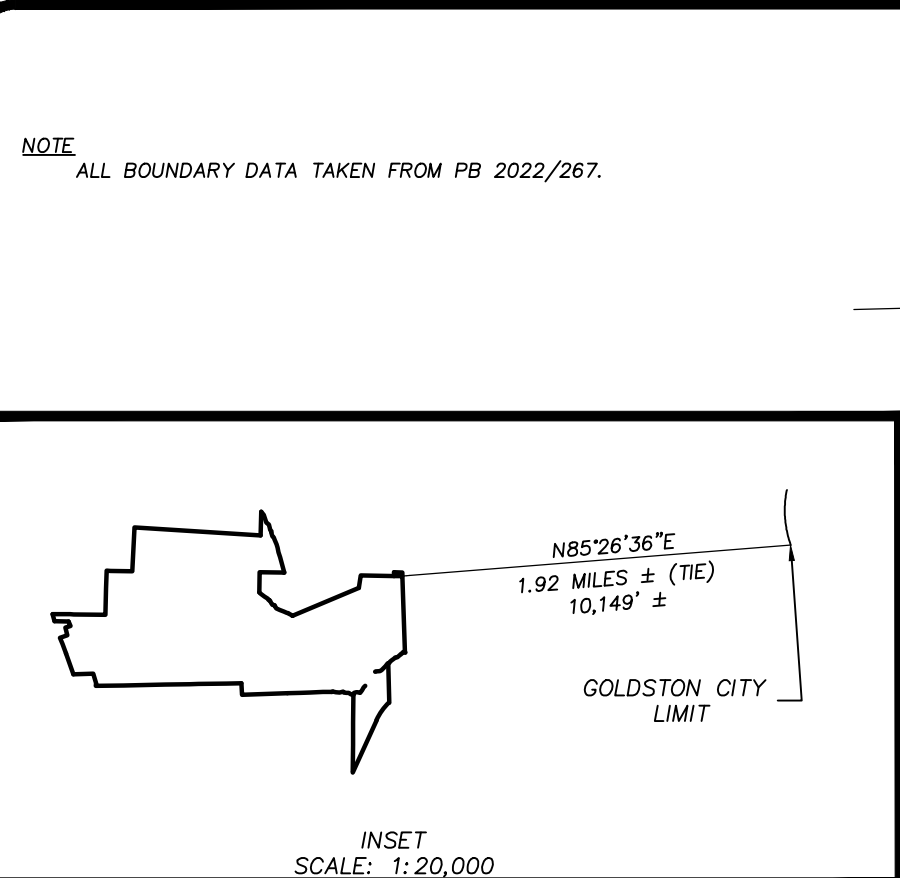 NOTE
ALL BOUNDARY DATA TAKEN FROM PB 2022/267.
N85°26'36"E
1.92 MILES ± (TIE)
10,149' ±
GOLDSTON CITY
LIMIT
INSET
SCALE: 1:20,000